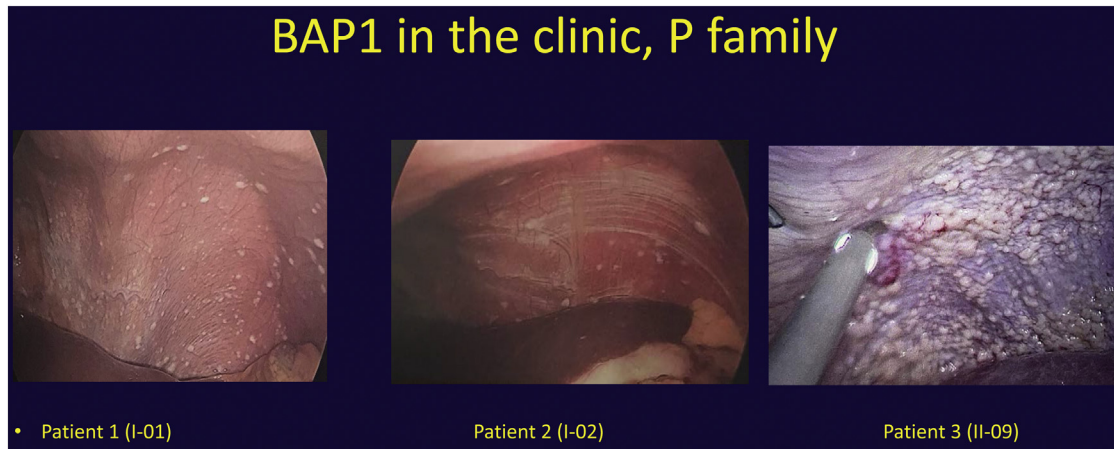 BAP1 in the clinic, P family
• Patient 1 (I-01)
Patient 2 (I-02)
Patient 3 (II-09)